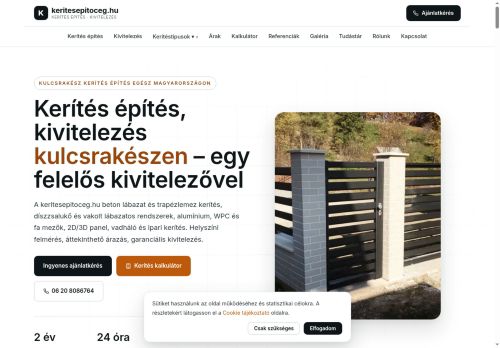 K
keritesepitoceg.hu
KERÍTÉS ÉPÍTÉS · KIVITELEZÉS
Ajánlatkérés
Kerítés építés Kivitelezés Kerítéstípusok Árak Kalkulátor Referenciák Galéria Tudástár Rólunk Kapcsolat
KULCSRAKÉSZ KERÍTÉS ÉPÍTÉS EGÉSZ MAGYARORSZÁGON
Kerítés építés,
kivitelezés
kulcsrakészen – egy
felelős kivitelezővel
A keritesepitoceg.hu beton lábazat és trapézlemez kerítés,
díszzsalukő és vakolt lábazatos rendszerek, alumínium, WPC és
fa mezők, 2D/3D panel, vadháló és ipari kerítés. Helyszíni
felmérés, áttekinthető árazás, garanciális kivitelezés.
Ingyenes ajánlatkérés
Kerítés kalkulátor
06 20 8086764
2 év 24 óra
Sütiket használunk az oldal működéséhez és statisztikai célokra. A
részletekért látogasson el a Cookie tájékoztató oldalra.
Csak szükséges
Elfogadom